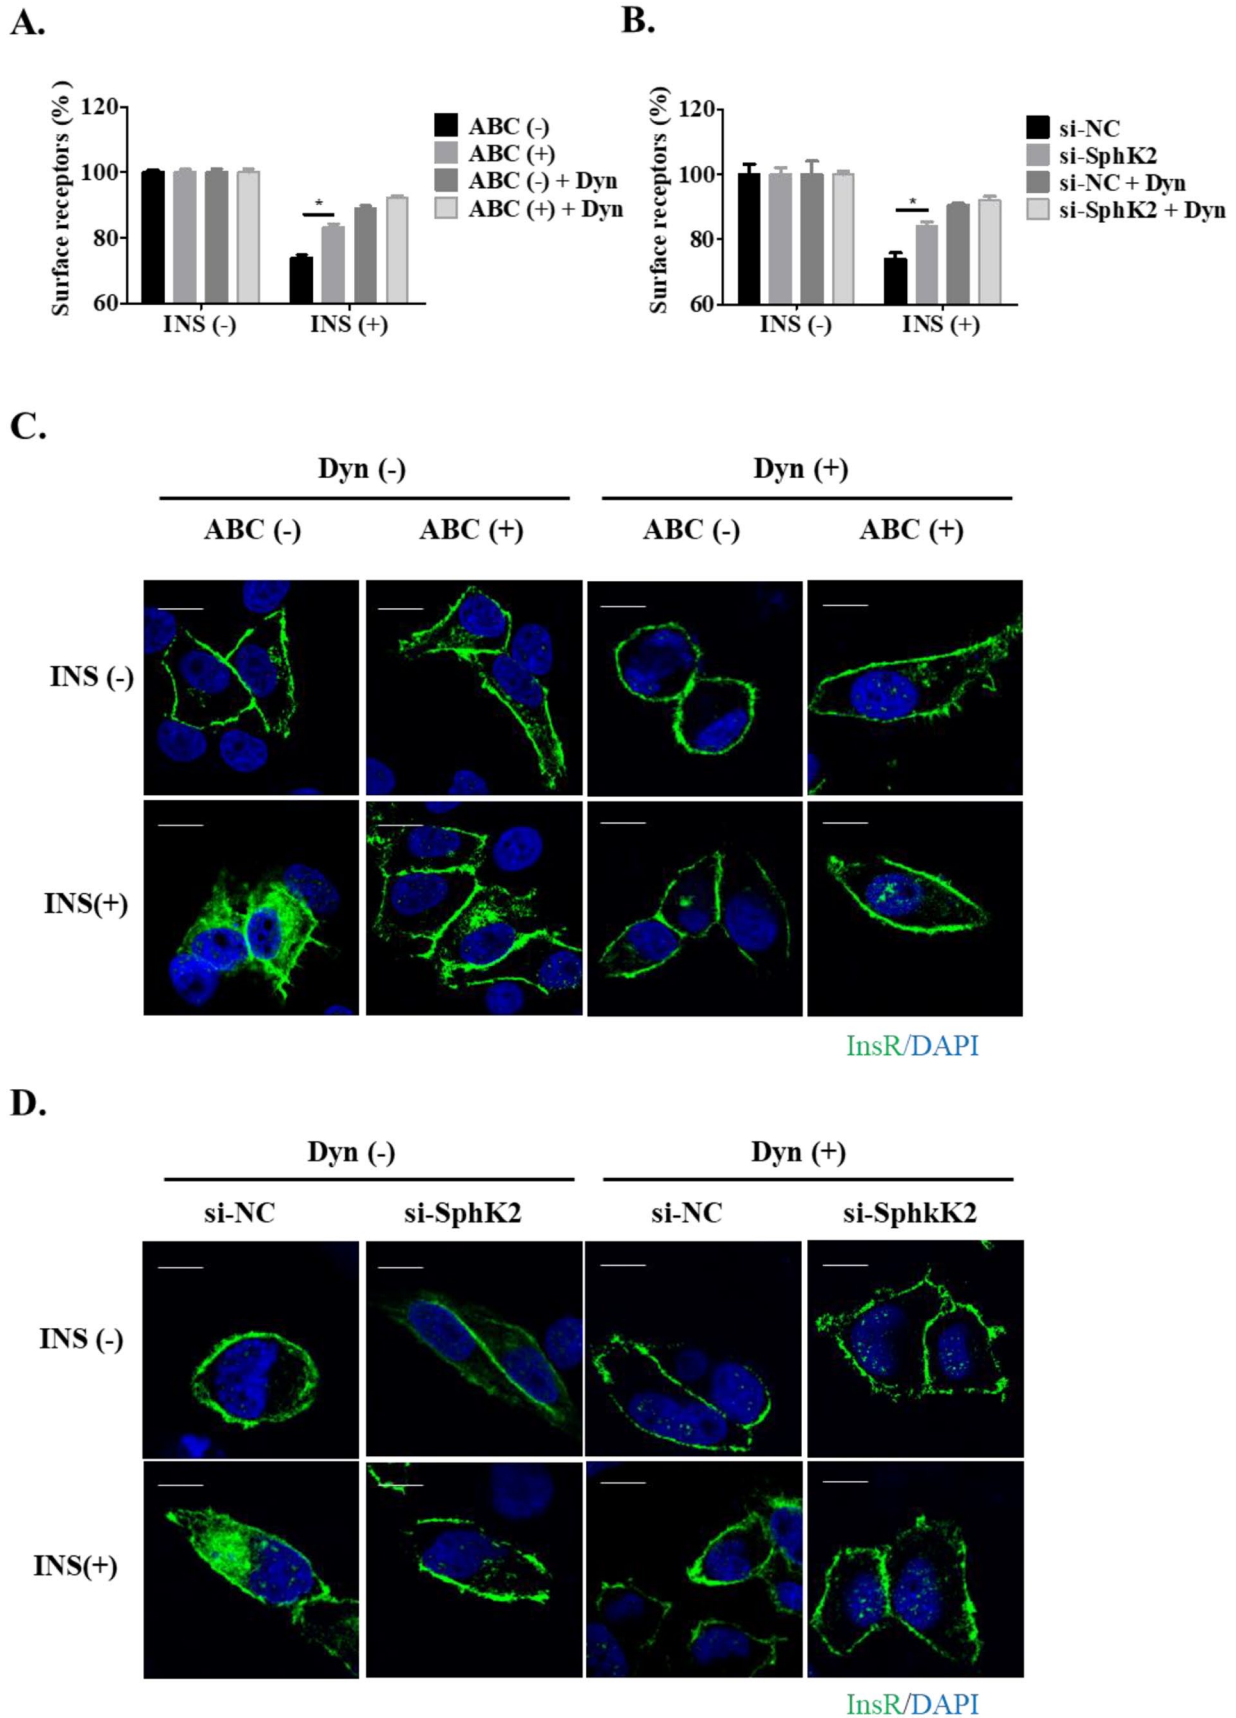 A.
B.
Surface receptors (%)
120
100
80
60
*
INS (-)
INS (+)
ABC (-)
ABC (+)
ABC (-) + Dyn
ABC (+) + Dyn
Surface receptors (%)
120
100
80
60
*
INS (-)
INS (+)
si-NC
si-SphK2
si-NC + Dyn
si-SphK2 + Dyn
C.
Dyn (-)
Dyn (+)
ABC (-)
ABC (+)
ABC (-)
ABC (+)
INS (-)
INS(+)
InsR/DAPI
D.
Dyn (-)
Dyn (+)
si-NC
si-SphK2
si-NC
si-SphkK2
INS (-)
INS(+)
InsR/DAPI